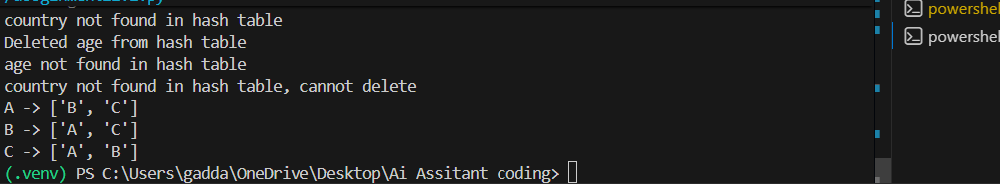 country not found in hash table
Deleted age from hash table
age not found in hash table
country not found in hash table, cannot delete
A -> ['B', 'C']
B -> ['A', 'C']
C -> ['A', 'B']
(.venv) PS C:\Users\gadda\OneDrive\Desktop\Ai Assitant coding>
powershel
powershel